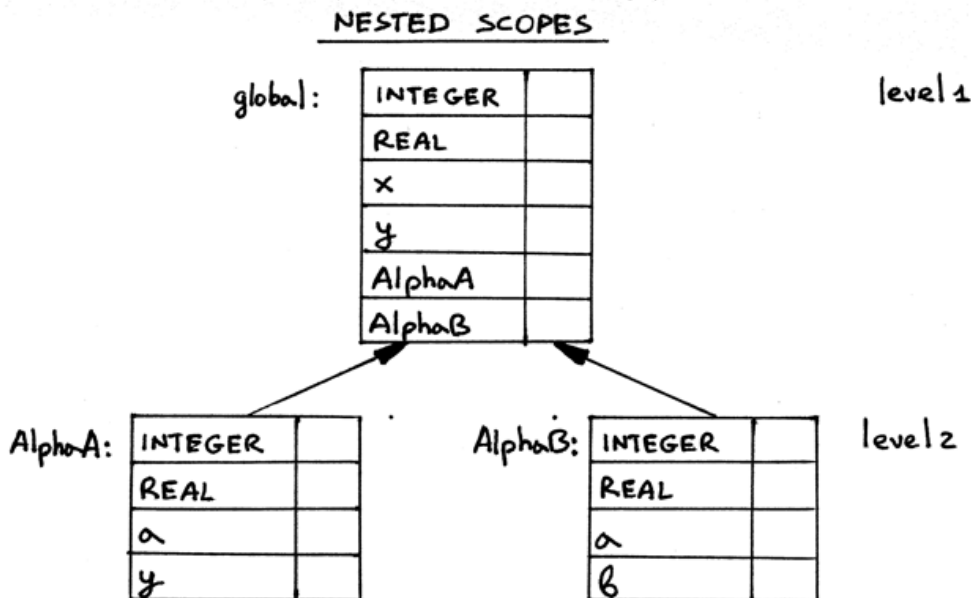 NESTED SCOPES
global: INTEGER level 1
REAL
x
y
AlphaA
AlphaB
AlphaA: INTEGER AlphaB: INTEGER level 2
REAL REAL
a a
y b